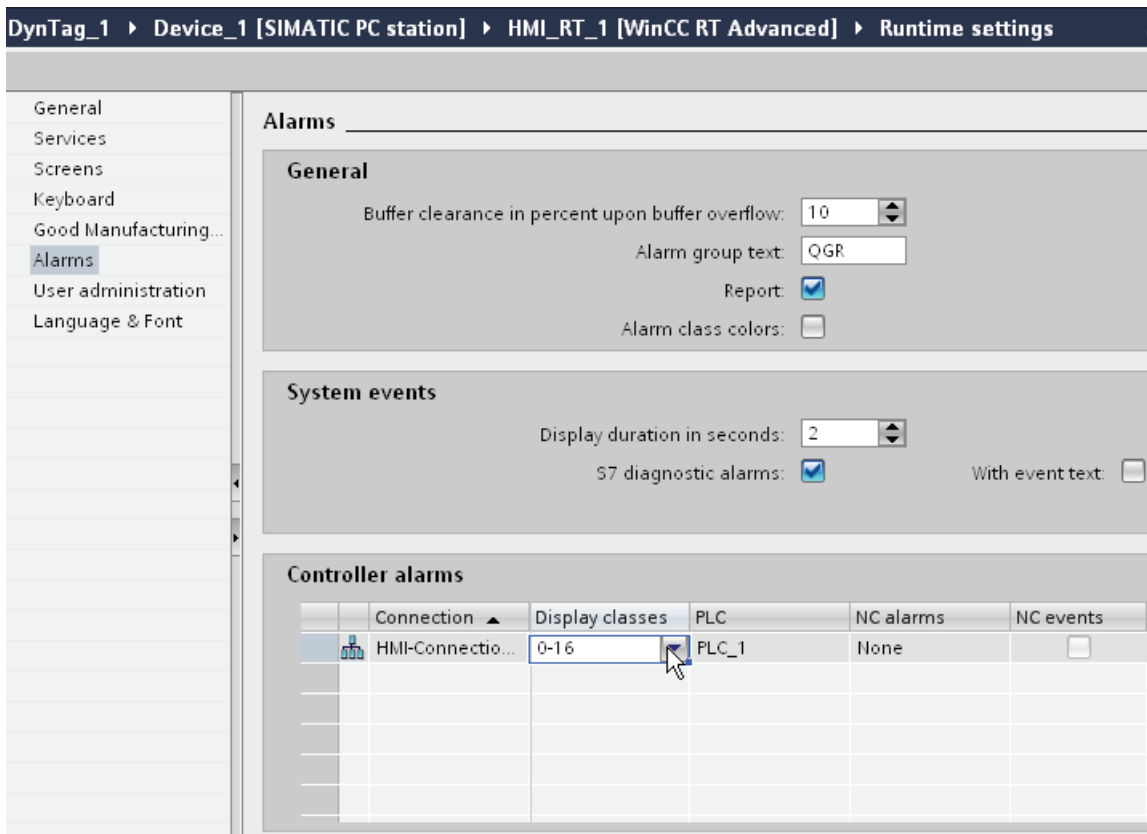 DynTag_1 ▸ Device_1 [SIMATIC PC station] ▸ HMI_RT_1 [WinCC RT Advanced] ▸ Runtime settings
General
Services
Screens
Keyboard
Good Manufacturing...
Alarms
User administration
Language & Font
Alarms
General
Buffer clearance in percent upon buffer overflow: 10
Alarm group text: QGR
Report:
Alarm class colors:
System events
Display duration in seconds: 2
S7 diagnostic alarms: With event text:
Controller alarms
Connection Display classes PLC NC alarms NC events
HMI-Connectio... 0-16 PLC_1 None